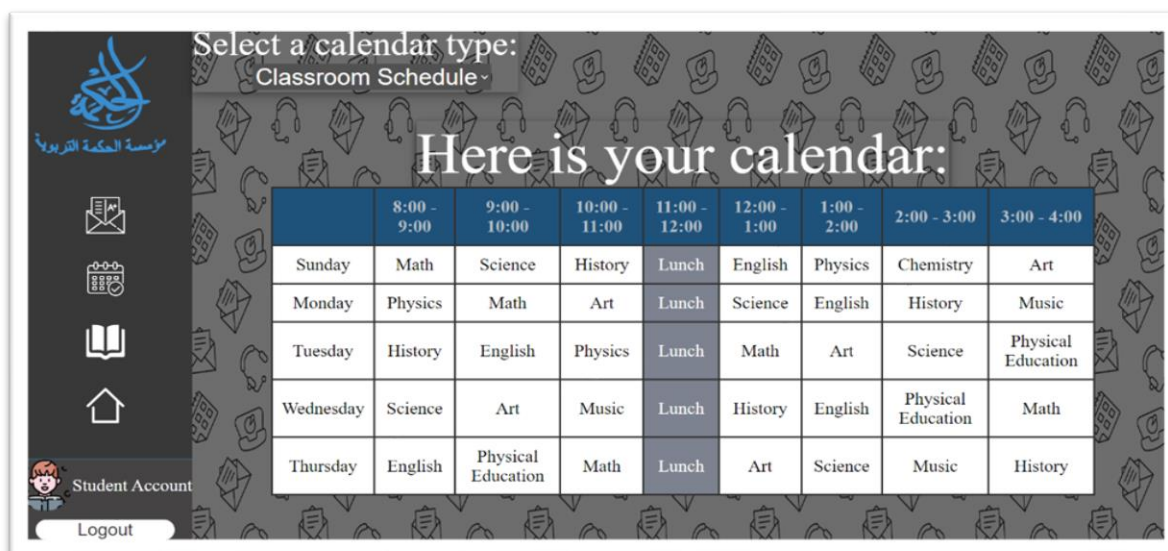 Select a calendar type:
Classroom Schedule
الحكمة
مؤسسة الحكمة التربوية
Here is your calendar:
8:00 - 9:00 9:00 - 10:00 10:00 - 11:00 11:00 - 12:00 12:00 - 1:00 1:00 - 2:00 2:00 - 3:00 3:00 - 4:00
Sunday Math Science History Lunch English Physics Chemistry Art
Monday Physics Math Art Lunch Science English History Music
Tuesday History English Physics Lunch Math Art Science Physical Education
Wednesday Science Art Music Lunch History English Physical Education Math
Thursday English Physical Education Math Lunch Art Science Music History
Student Account
Logout